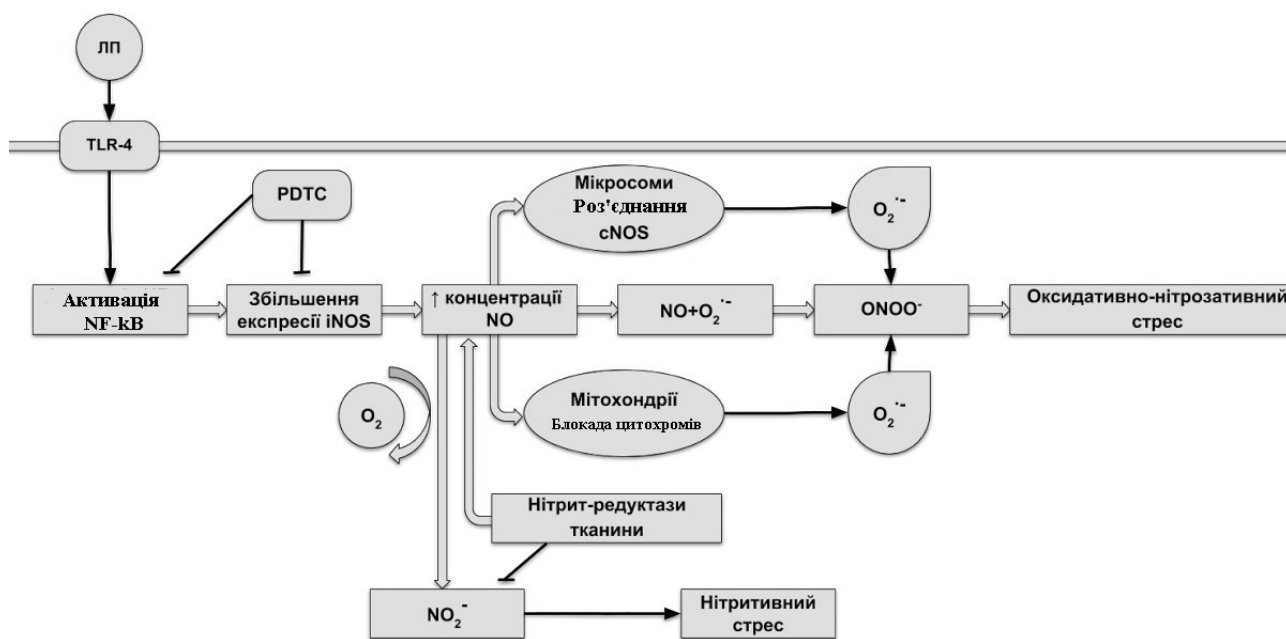 ЛП
TLR-4
PDTC
Мікросоми
Роз'єднання
cNOS
O₂·-
Активація
NF-kB
Збільшення
експресії iNOS
↑ концентрації
NO
NO+O₂·-
ONOO-
Оксидативно-нітрозативний
стрес
O₂
Мітохондрії
Блокада цитохромів
O₂·-
Нітрит-редуктази
тканини
NO₂-
Нітритивний
стрес